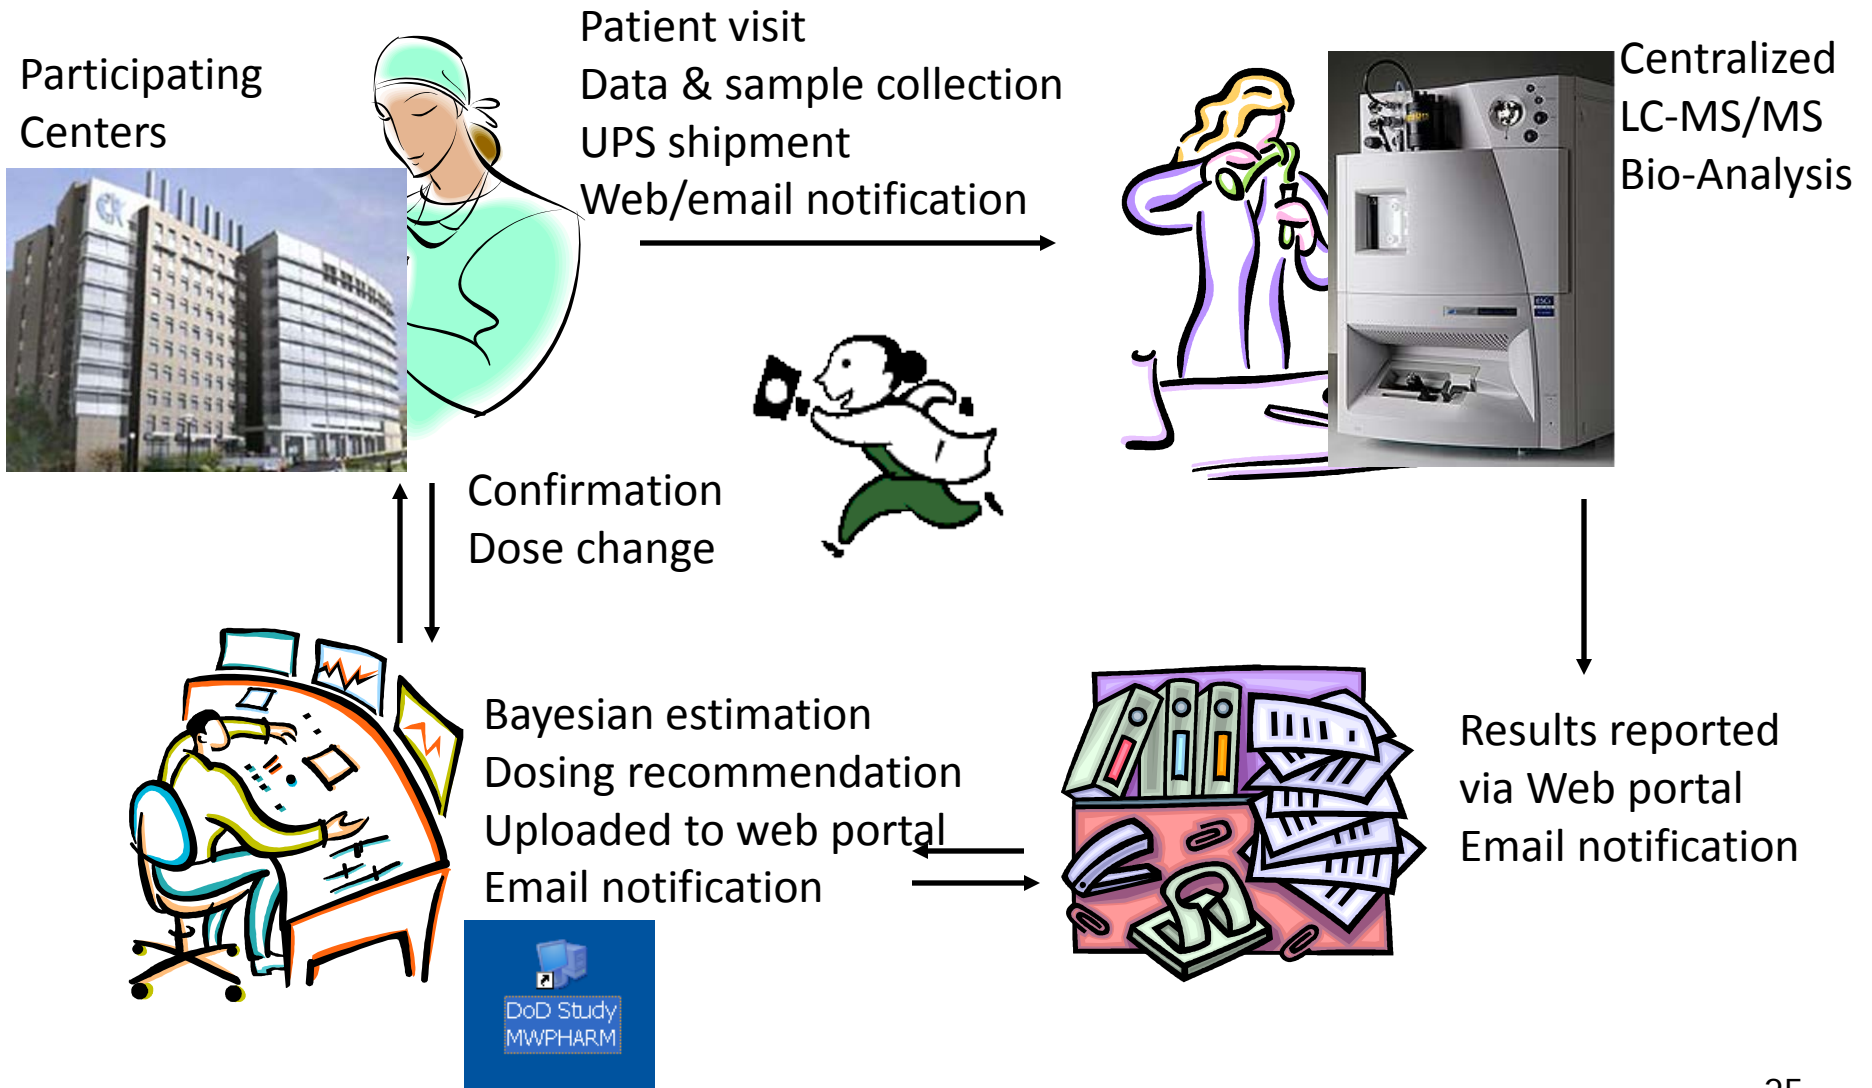 Participating
Centers
Patient visit
Data & sample collection
UPS shipment
Web/email notification
Centralized
LC-MS/MS
Bio-Analysis
Confirmation
Dose change
Bayesian estimation
Dosing recommendation
Uploaded to web portal
Email notification
Results reported
via Web portal
Email notification
DoD Study
MWPHARM